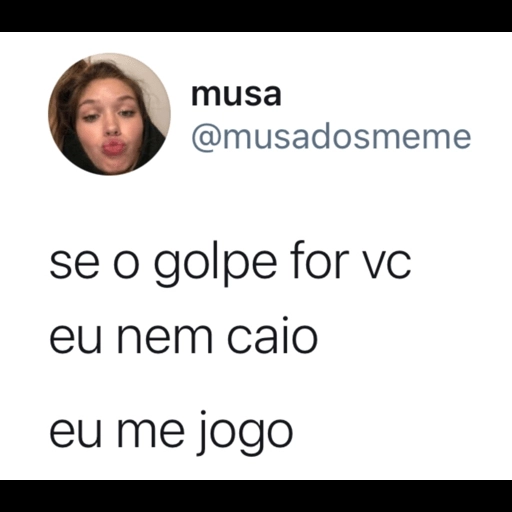 musa
@musadosmeme
se o golpe for vc
eu nem caio
eu me jogo